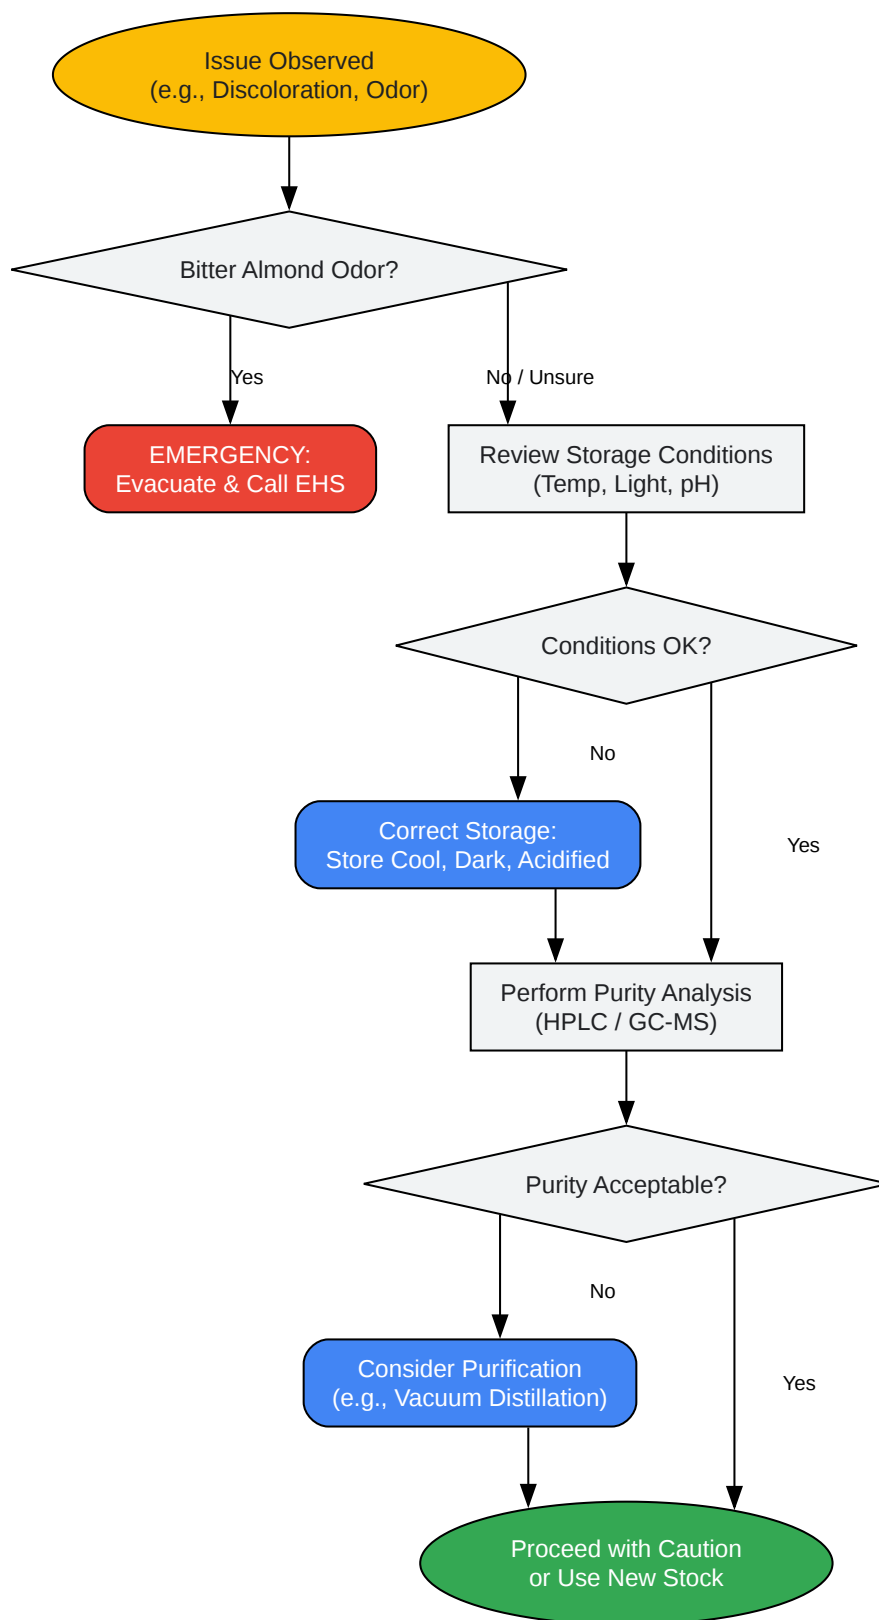 Issue Observed
(e.g., Discoloration, Odor)
Bitter Almond Odor?
Yes
No / Unsure
EMERGENCY:
Evacuate & Call EHS
Review Storage Conditions
(Temp, Light, pH)
Conditions OK?
No
Correct Storage:
Store Cool, Dark, Acidified
Yes
Perform Purity Analysis
(HPLC / GC-MS)
Purity Acceptable?
No
Consider Purification
(e.g., Vacuum Distillation)
Yes
Proceed with Caution
or Use New Stock